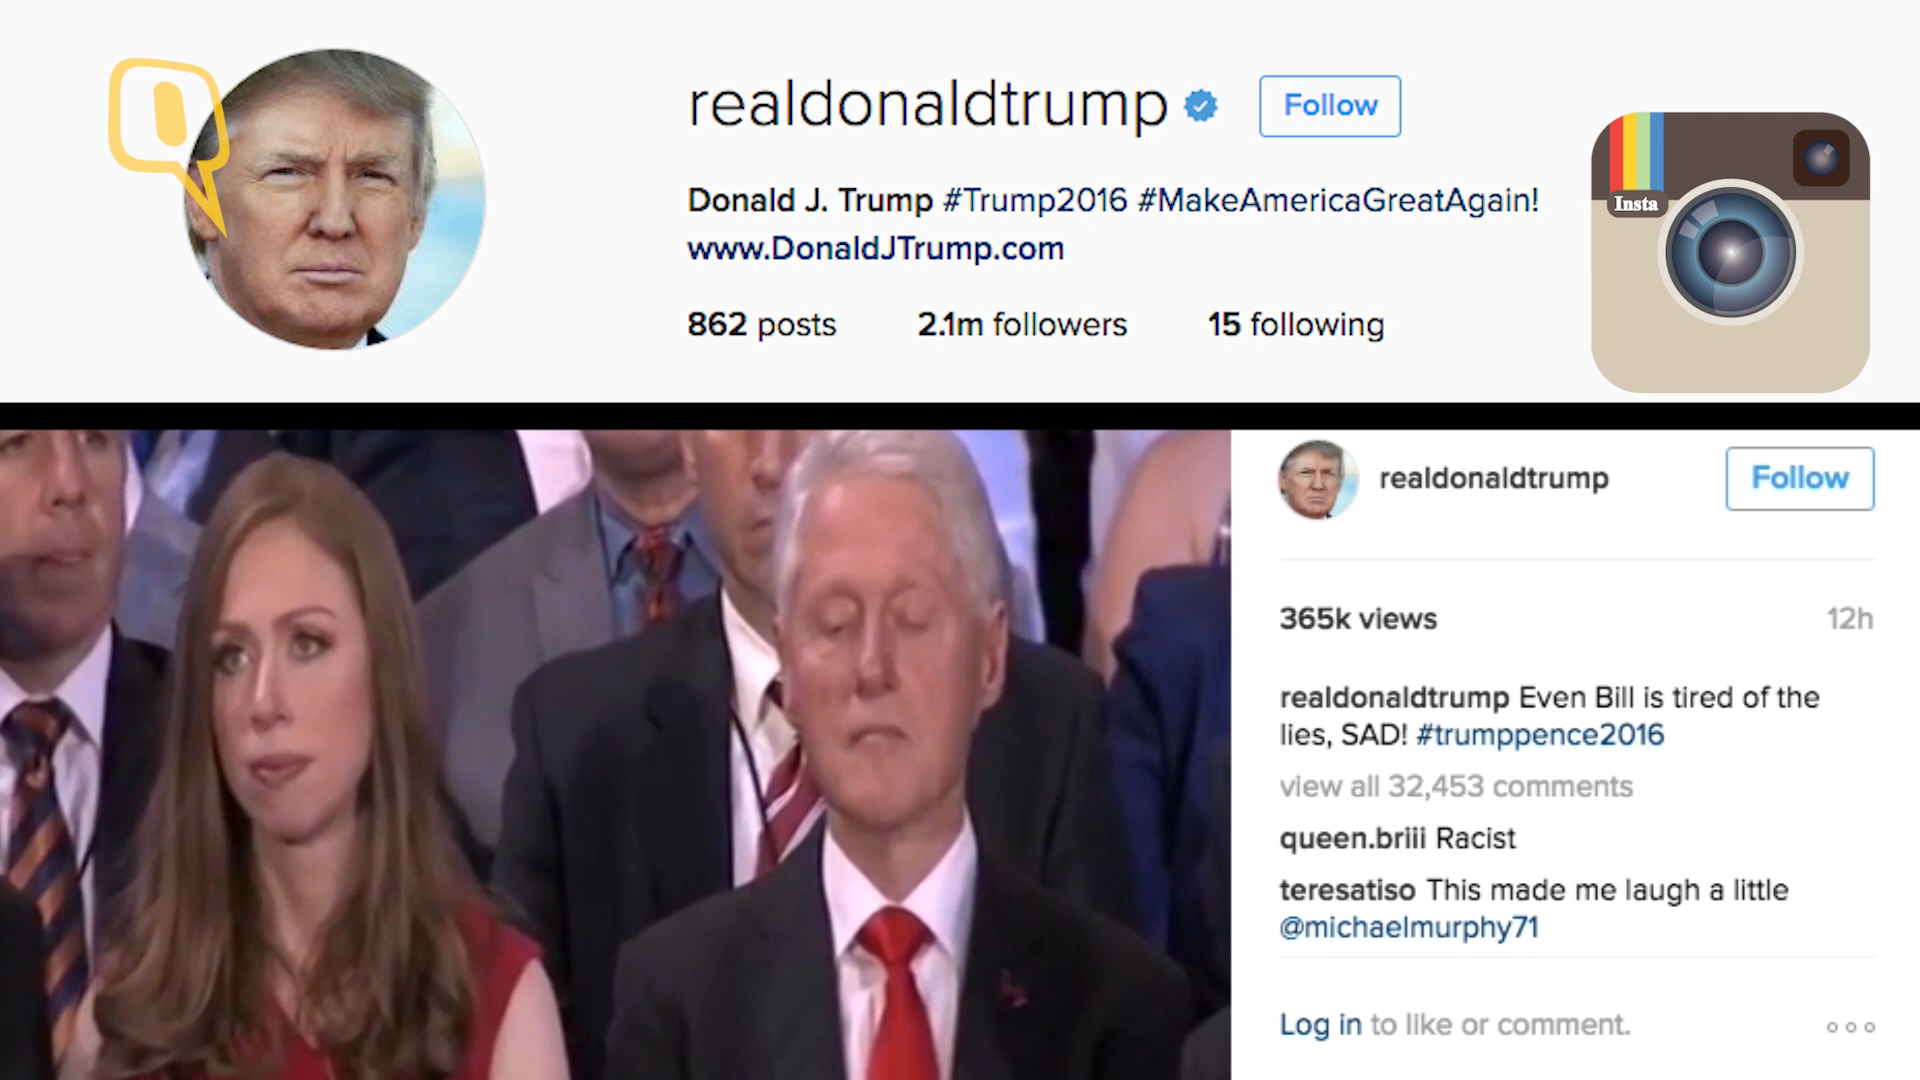 realdonaldtrump
Follow
Donald J. Trump #Trump2016 #MakeAmericaGreatAgain!
www.DonaldJTrump.com
862 posts 2.1m followers 15 following
Insta
realdonaldtrump
Follow
365k views
12h
realdonaldtrump Even Bill is tired of the
lies, SAD! #trumppence2016
view all 32,453 comments
queen.briii Racist
teresatiso This made me laugh a little
@michaelmurphy71
Log in to like or comment.